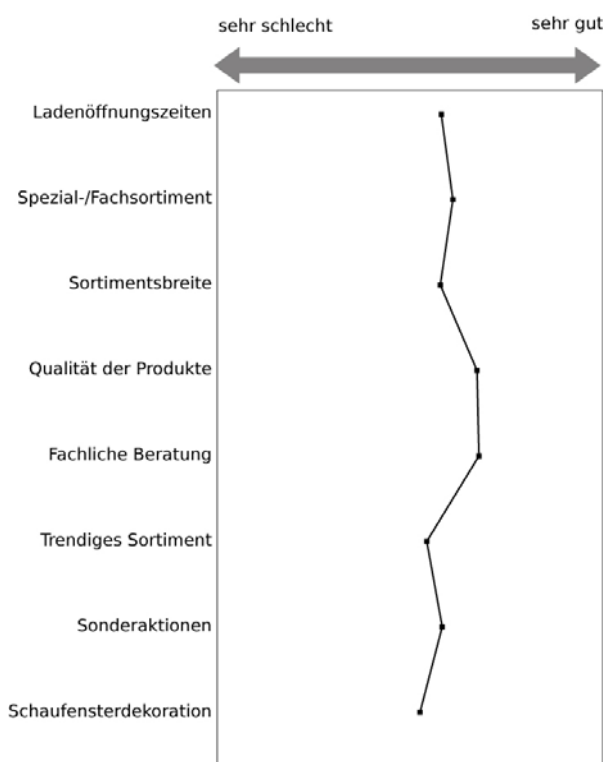 sehr schlecht
sehr gut
Ladenöffnungszeiten
Spezial-/Fachsortiment
Sortimentsbreite
Qualität der Produkte
Fachliche Beratung
Trendiges Sortiment
Sonderaktionen
Schaufensterdekoration